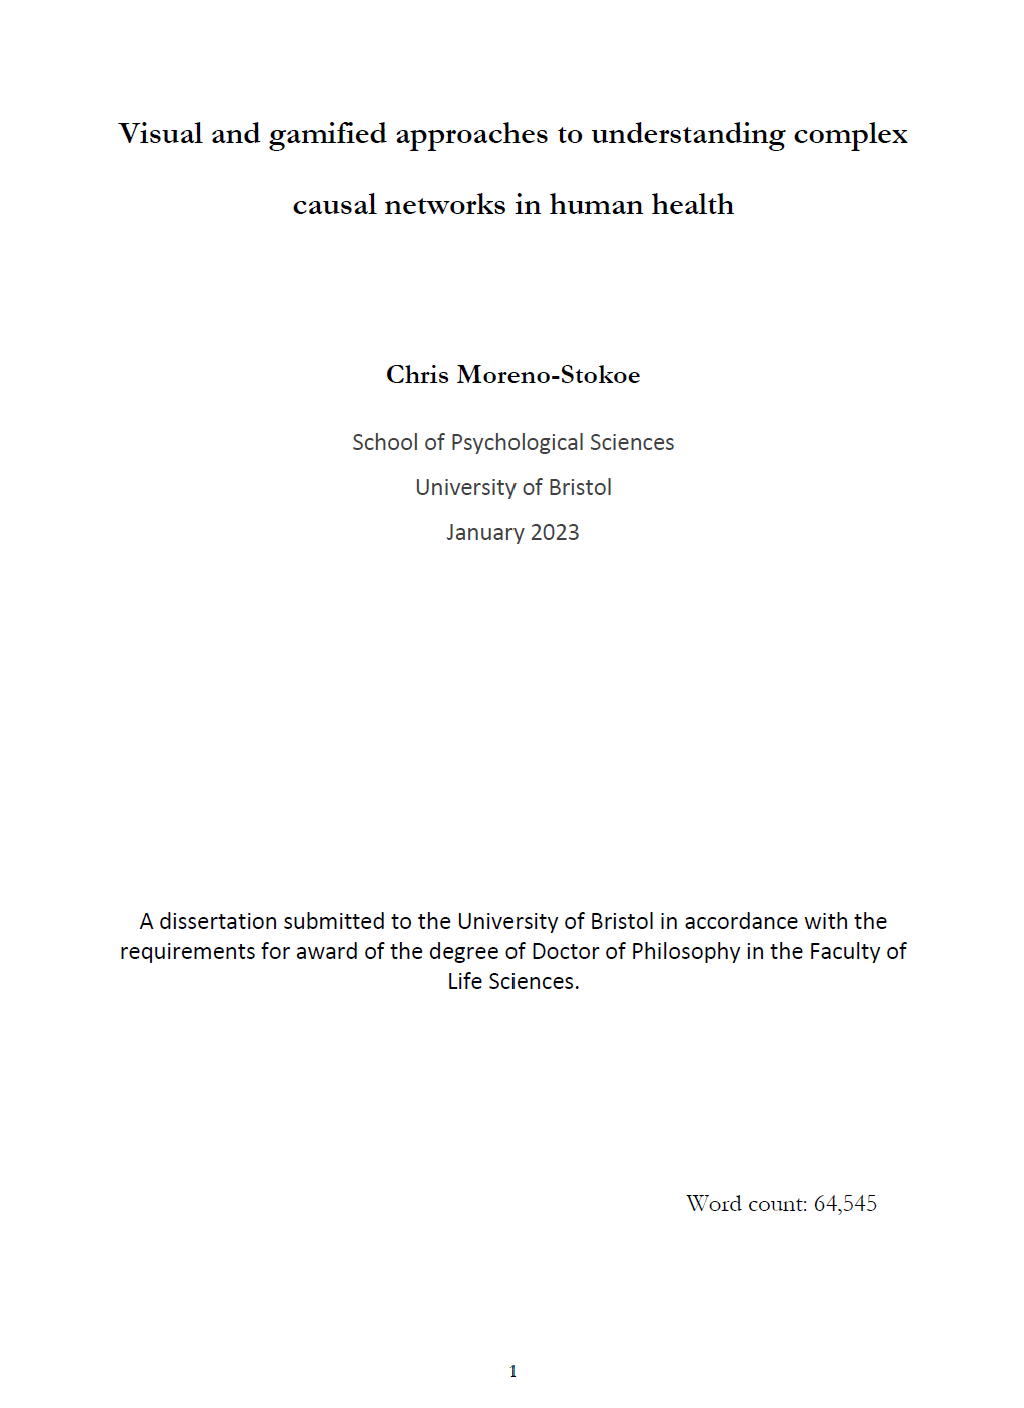 Visual and gamified approaches to understanding complex
causal networks in human health
Chris Moreno-Stokoe
School of Psychological Sciences
University of Bristol
January 2023
A dissertation submitted to the University of Bristol in accordance with the
requirements for award of the degree of Doctor of Philosophy in the Faculty of
Life Sciences.
Word count: 64,545
1